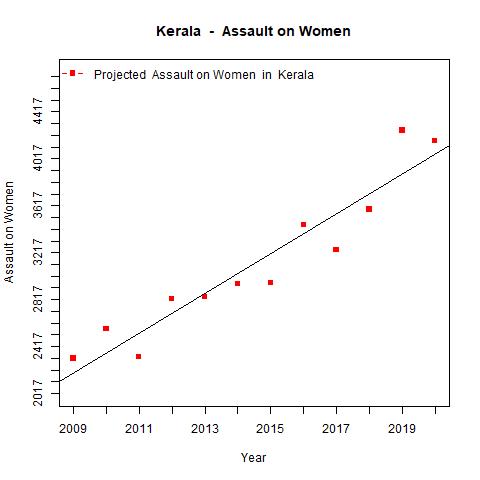 Kerala - Assault on Women
Projected Assault on Women in Kerala
Assault on Women
4417
4017
3617
3217
2817
2417
2017
2009 2011 2013 2015 2017 2019
Year